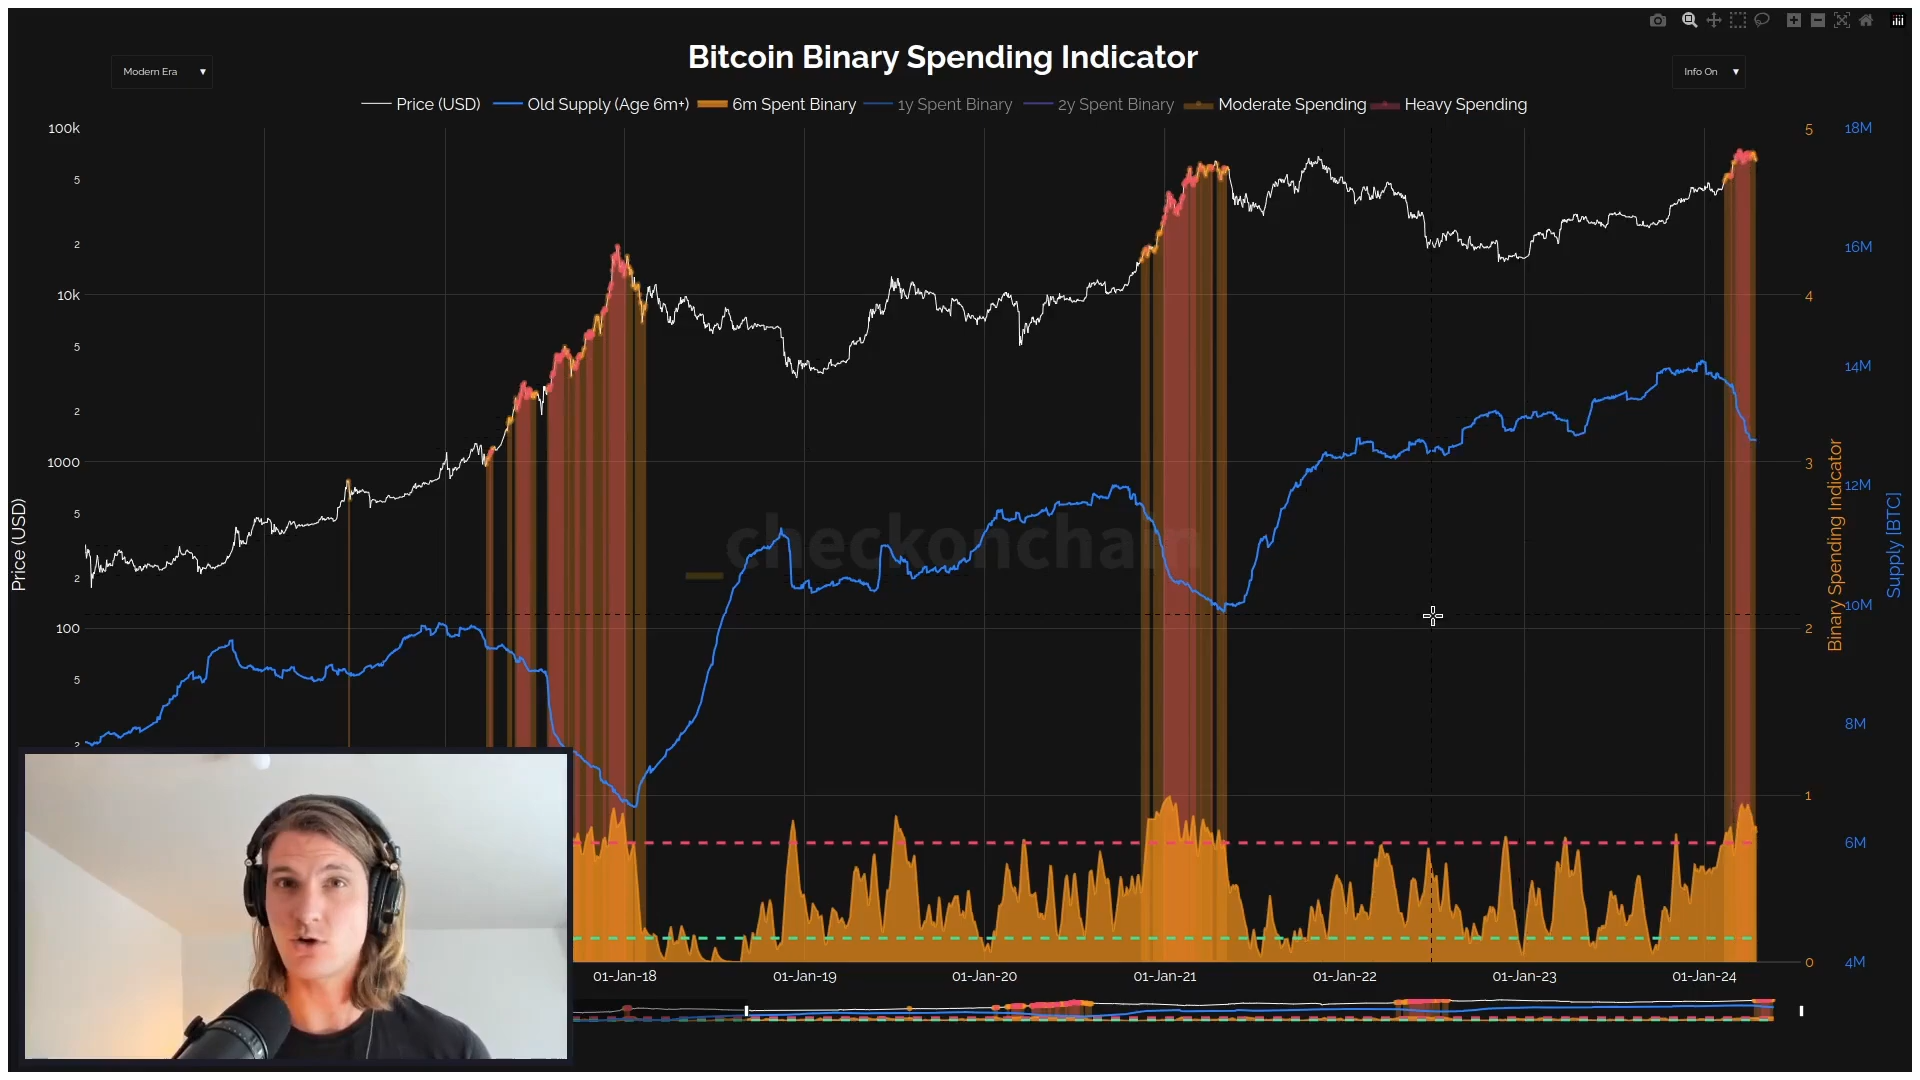 Bitcoin Binary Spending Indicator
Modern Era ▼
Info On ▼
Price (USD) Old Supply (Age 6m+) 6m Spent Binary 1y Spent Binary 2y Spent Binary Moderate Spending Heavy Spending
100k
5
2
10k
5
2
1000
5
2
100
5
2
Price (USD)
_checkonchain
5
4
3
2
1
0
Binary Spending Indicator
18M
16M
14M
12M
10M
8M
6M
4M
Supply [BTC]
01-Jan-18 01-Jan-19 01-Jan-20 01-Jan-21 01-Jan-22 01-Jan-23 01-Jan-24